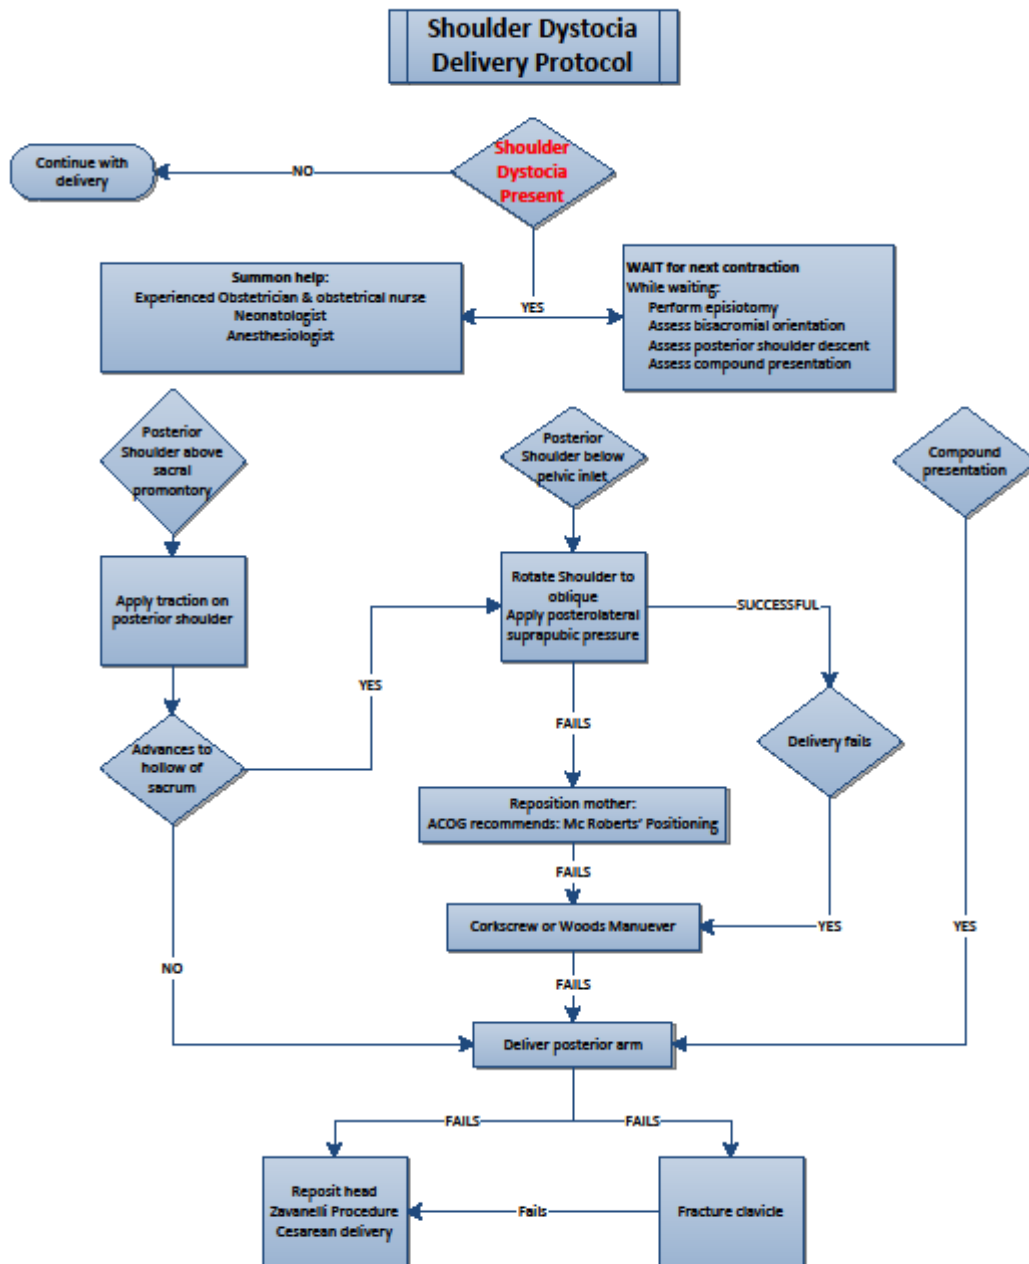 Shoulder Dystocia
Delivery Protocol
Shoulder
Dystocia
Present
NO
Continue with
delivery
YES
Summon help:
Experienced Obstetrician & obstetrical nurse
Neonatologist
Anesthesiologist
WAIT for next contraction
While waiting:
Perform episiotomy
Assess bisacromial orientation
Assess posterior shoulder descent
Assess compound presentation
Posterior
Shoulder above
sacral
promontory
Posterior
Shoulder below
pelvic inlet
Compound
presentation
Apply traction on
posterior shoulder
Rotate Shoulder to
oblique
Apply posterolateral
suprapubic pressure
SUCCESSFUL
YES
FAILS
Advances to
hollow of
sacrum
Delivery fails
Reposition mother:
ACOG recommends: Mc Roberts' Positioning
FAILS
Corkscrew or Woods Manuever
YES
YES
NO
FAILS
Deliver posterior arm
FAILS
FAILS
Reposit head
Zavanelli Procedure
Cesarean delivery
Fails
Fracture clavicle